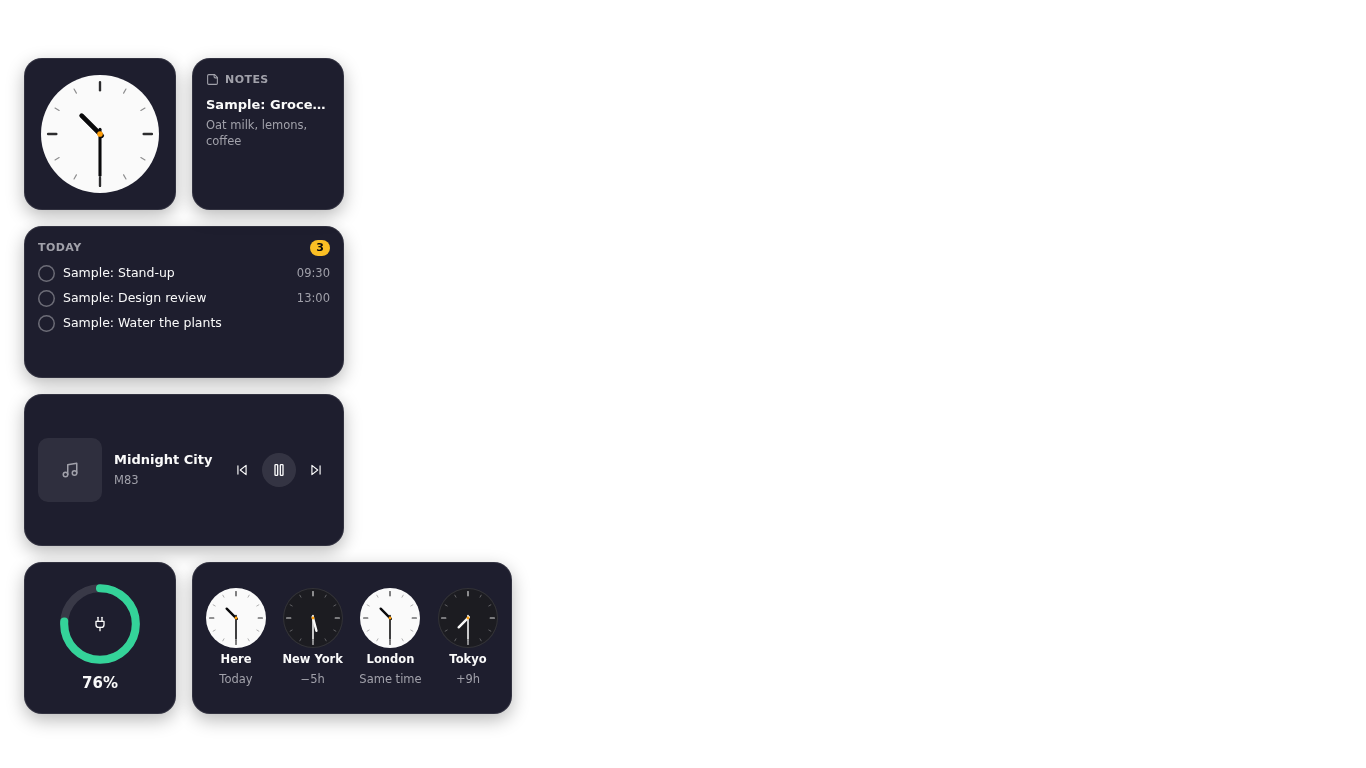 NOTES
Sample: Groce…
Oat milk, lemons,
coffee
TODAY
3
Sample: Stand-up
09:30
Sample: Design review
13:00
Sample: Water the plants
Midnight City
M83
76%
Here
New York
London
Tokyo
Today
−5h
Same time
+9h